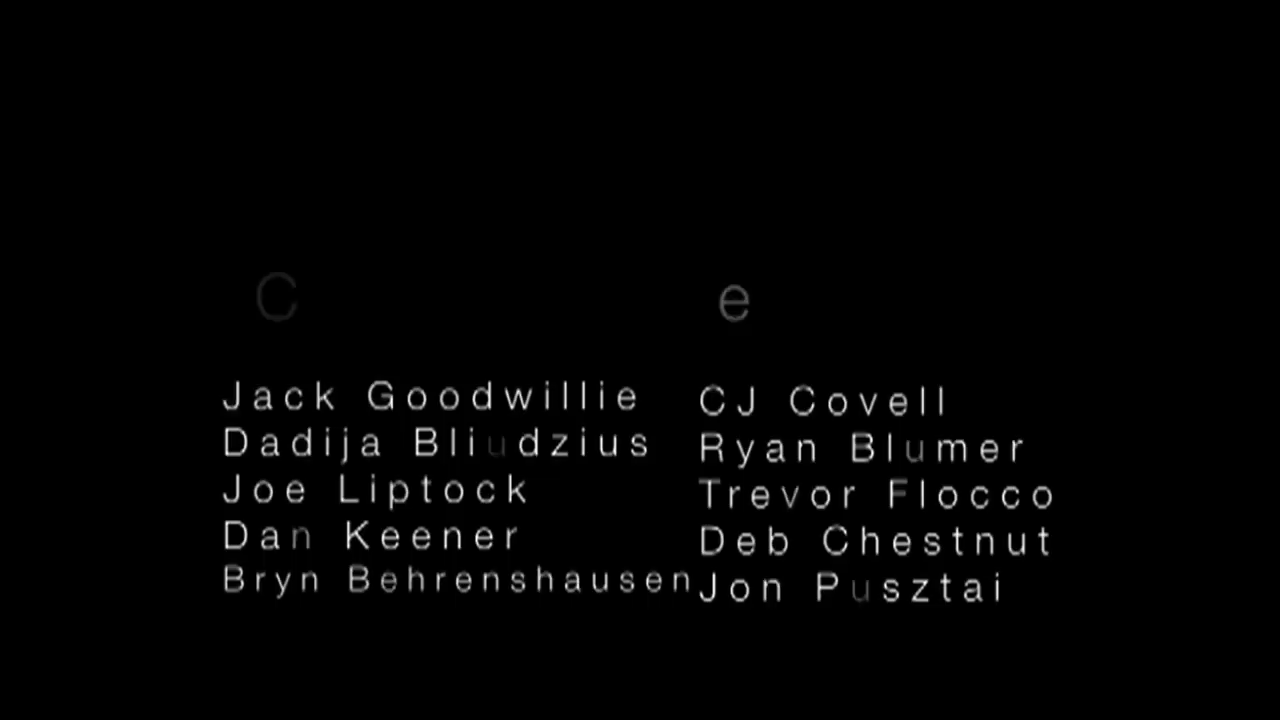 C e
Jack Goodwillie
Dadija Bliudzius
Joe Liptock
Dan Keener
Bryn Behrenshausen
CJ Covell
Ryan Blumer
Trevor Flocco
Deb Chestnut
Jon Pusztai